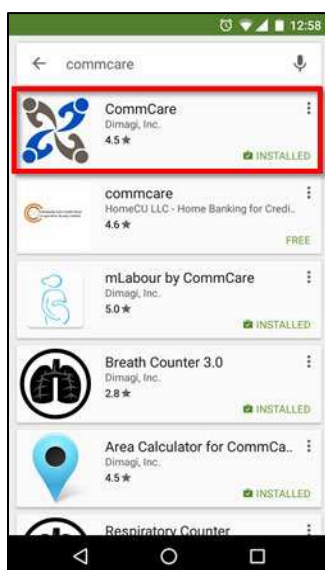 12:58
commcare
CommCare
Dimagi, Inc.
4.5★
INSTALLED
commcare
HomeCU LLC - Home Banking for Credi..
4.6★
FREE
mLabour by CommCare
Dimagi, Inc.
5.0★
INSTALLED
Breath Counter 3.0
Dimagi, Inc.
2.8★
INSTALLED
Area Calculator for CommCa..
Dimagi, Inc.
4.5★
INSTALLED
Respiratory Counter